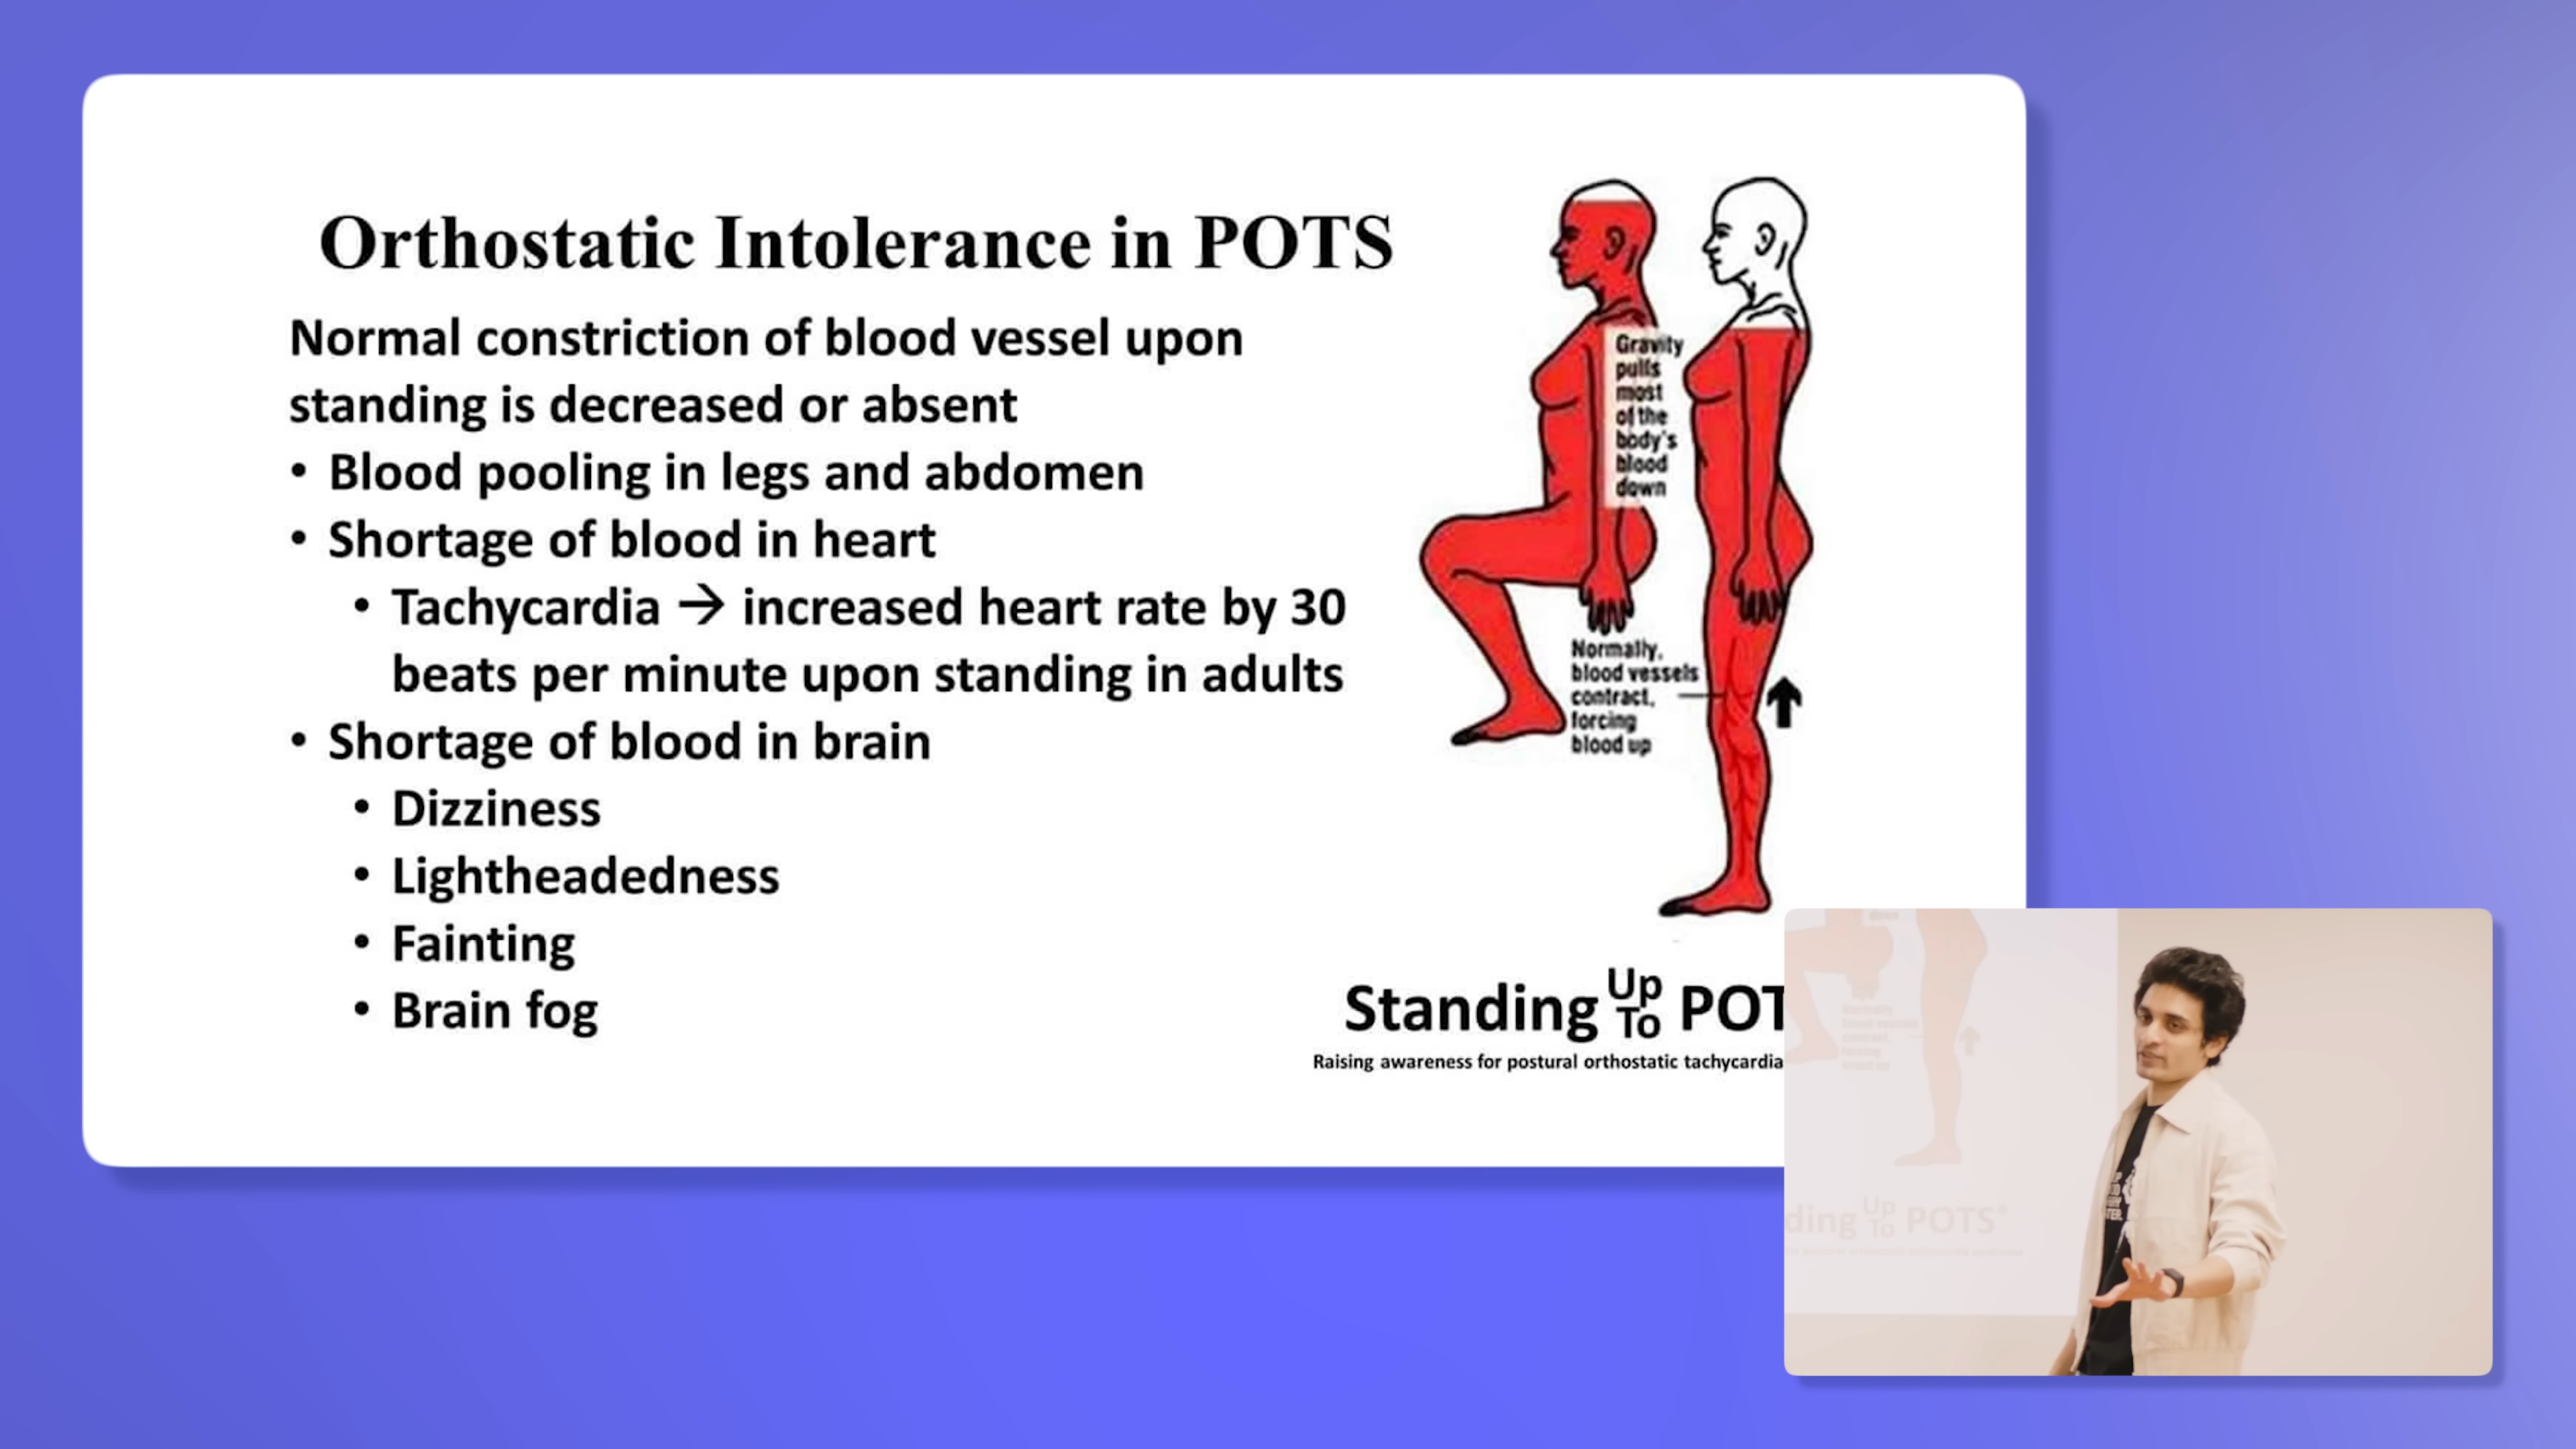 Orthostatic Intolerance in POTS
Normal constriction of blood vessel upon
standing is decreased or absent
• Blood pooling in legs and abdomen
• Shortage of blood in heart
• Tachycardia → increased heart rate by 30
beats per minute upon standing in adults
• Shortage of blood in brain
• Dizziness
• Lightheadedness
• Fainting
• Brain fog
Gravity
pulls
most
of the
body's
blood
down
Normally,
blood vessels
contract,
forcing
blood up
Standing Up To POT
Raising awareness for postural orthostatic tachycardia
ding Up To POTS®